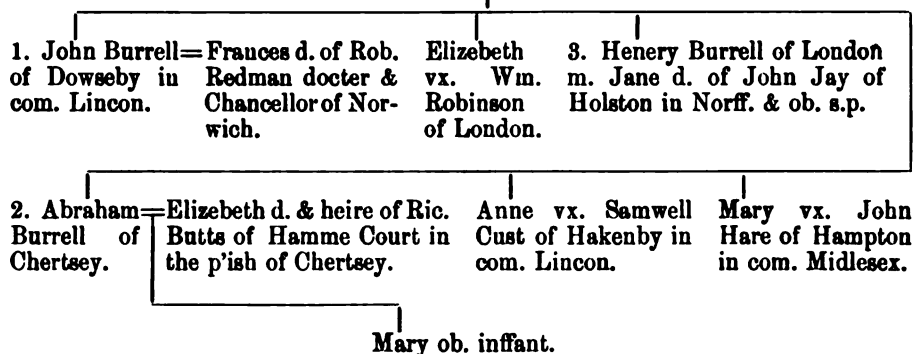 1. John Burrell=
of Dowseby in
com. Lincon.
Frances d. of Rob.
Redman docter &
Chancellor of Nor-
wich.
Elizebeth
vx. Wm.
Robinson
of London.
3. Henery Burrell of London
m. Jane d. of John Jay of
Holston in Norff. & ob. s.p.
2. Abraham=
Burrell of
Chertsey.
Elizebeth d. & heire of Ric.
Butts of Hamme Court in
the p'ish of Chertsey.
Anne vx. Samwell
Cust of Hakenby in
com. Lincon.
Mary vx. John
Hare of Hampton
in com. Midlesex.
Mary ob. inffant.